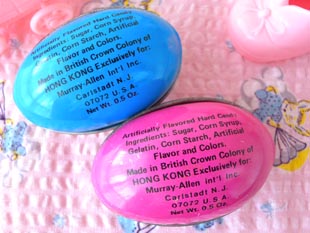 Artificially Flavored Hard Candy
Ingredients: Sugar, Corn Syrup,
Gelatin, Corn Starch, Artificial
Flavor and Colors.
Made in British Crown Colony of
HONG KONG Exclusively for:
Murray-Allen Int'l Inc.
Carlstadt N.J.
07072 U.S.A.
Net Wt. 0.5 Oz.
Artificially Flavored Hard Candy
Ingredients: Sugar, Corn Syrup,
Gelatin, Corn Starch, Artificial
Flavor and Colors.
Made in British Crown Colony of
HONG KONG Exclusively for:
Murray-Allen Int'l Inc.
Carlstadt N.J.
07072 U.S.A.
Net Wt. 0.5 Oz.